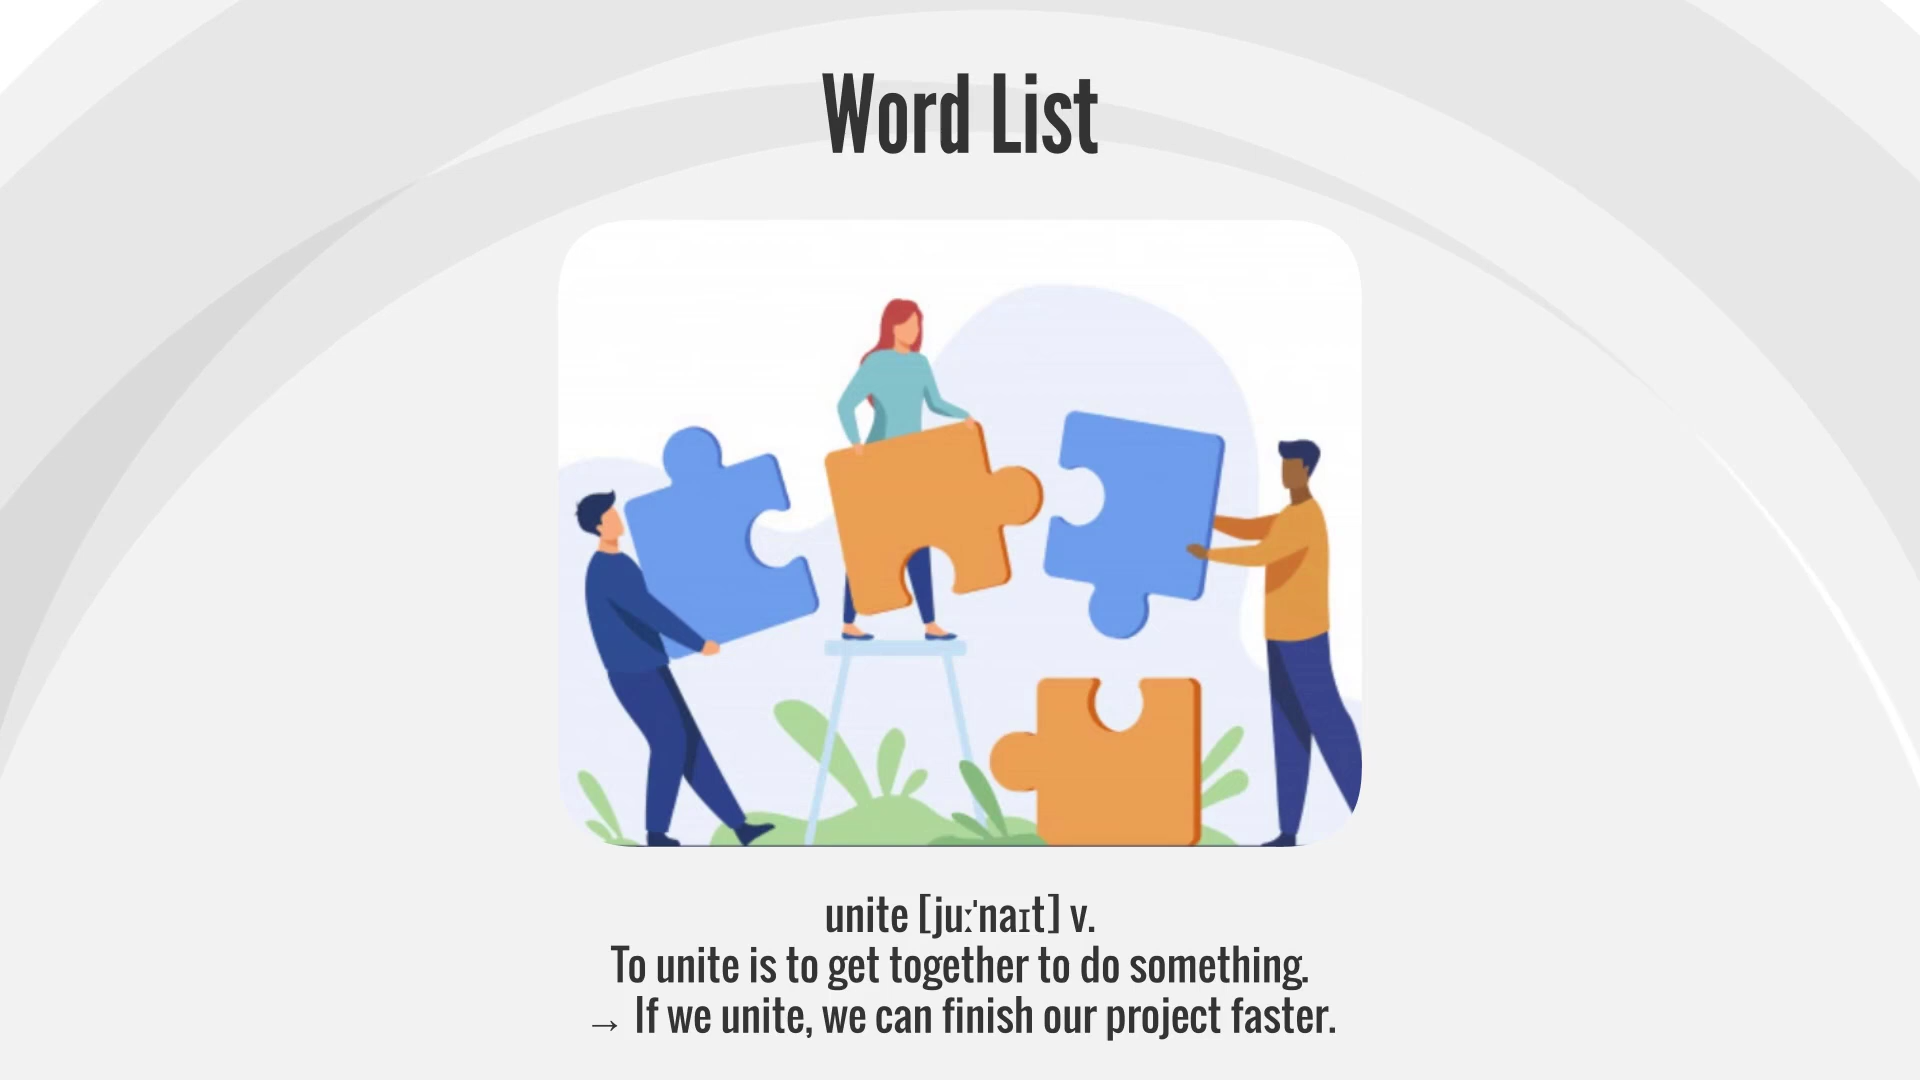 Word List
unite [juːˈnaɪt] v.
To unite is to get together to do something.
→ If we unite, we can finish our project faster.